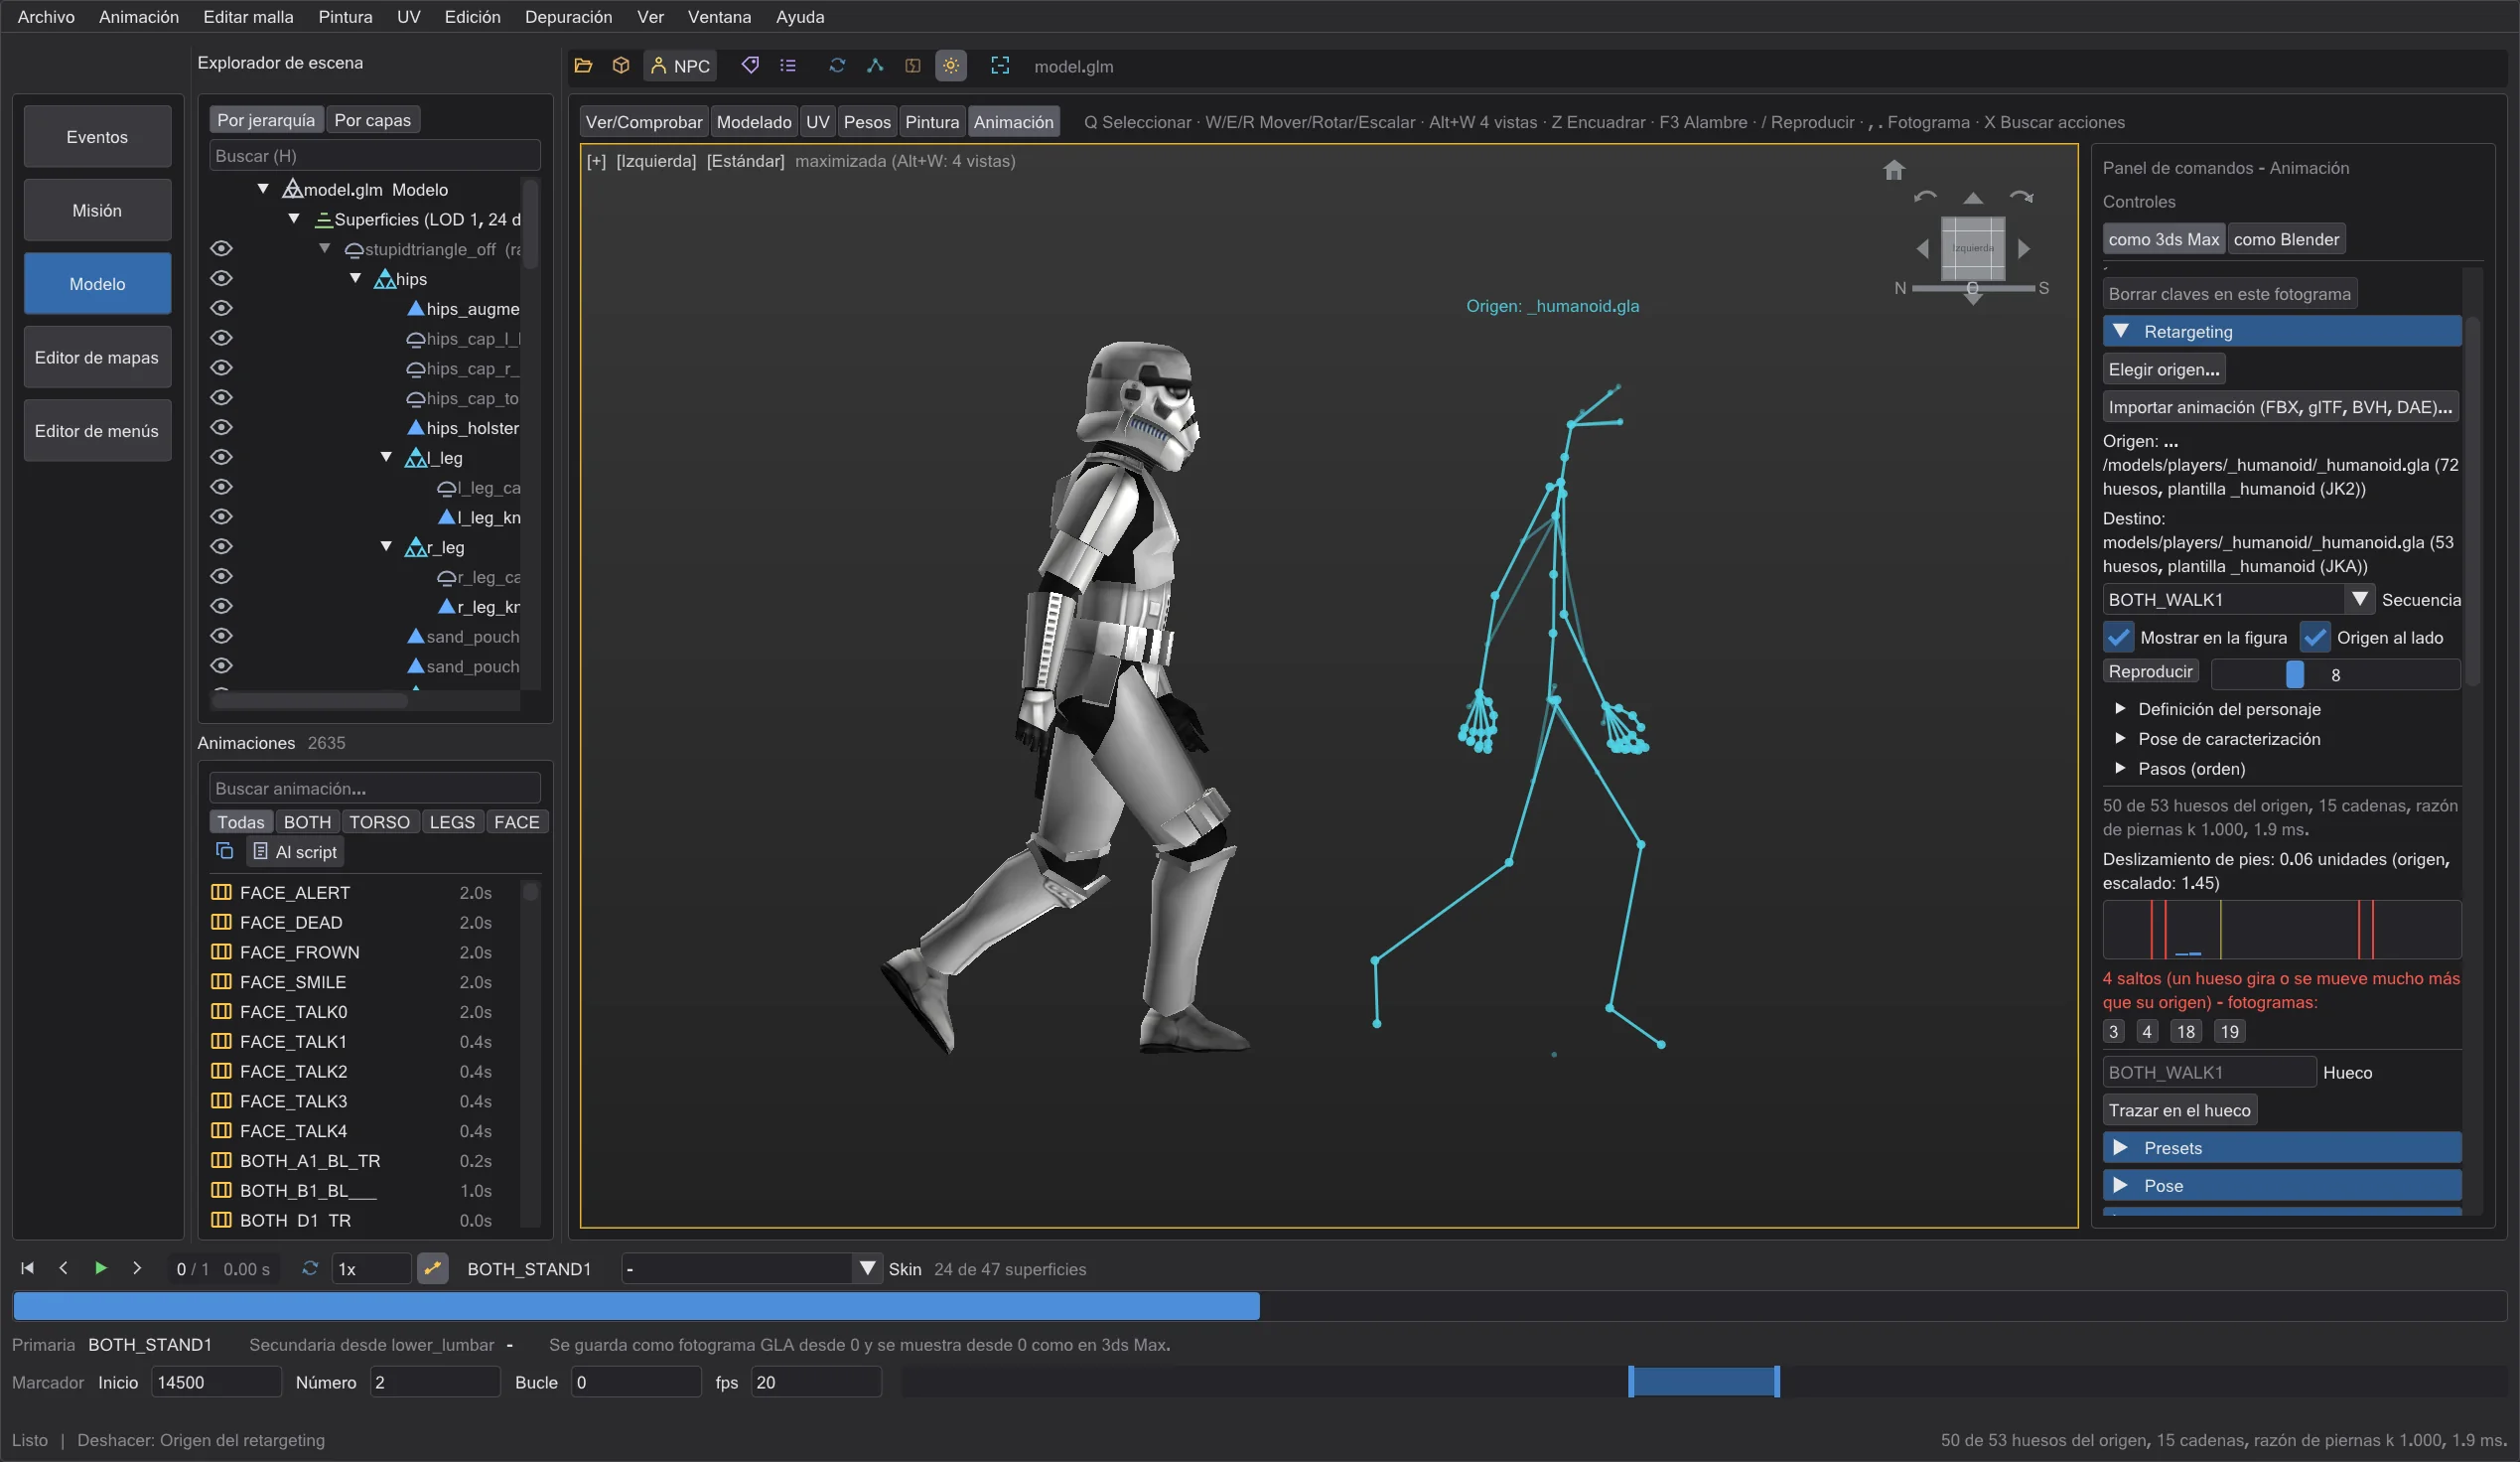 Archivo Animación Editar malla Pintura UV Edición Depuración Ver Ventana Ayuda
Explorador de escena
NPC model.glm
Eventos
Misión
Modelo
Editor de mapas
Editor de menús
Por jerarquía Por capas
Buscar (H)
model.glm Modelo
Superficies (LOD 1, 24 d
stupidtriangle_off (ra
hips
hips_augme
hips_cap_l_l
hips_cap_r_
hips_cap_to
hips_holster
l_leg
l_leg_ca
l_leg_kn
r_leg
r_leg_ca
r_leg_kr
sand_pouch
sand_pouch
Animaciones 2635
Buscar animación...
Todas BOTH TORSO LEGS FACE
Al script
FACE_ALERT 2.0s
FACE_DEAD 2.0s
FACE_FROWN 2.0s
FACE_SMILE 2.0s
FACE_TALK0 2.0s
FACE_TALK1 0.4s
FACE_TALK2 0.4s
FACE_TALK3 0.4s
FACE_TALK4 0.4s
BOTH_A1_BL_TR 0.2s
BOTH_B1_BL___ 1.0s
BOTH_D1_TR 0.0s
Ver/Comprobar Modelado UV Pesos Pintura Animación Q Seleccionar · W/E/R Mover/Rotar/Escalar · Alt+W 4 vistas · Z Encuadrar · F3 Alambre · / Reproducir · , . Fotograma · X Buscar acciones
[+] [Izquierda] [Estándar] maximizada (Alt+W: 4 vistas)
Izquierda
N O S
Origen: _humanoid.gla
Panel de comandos - Animación
Controles
como 3ds Max como Blender
Borrar claves en este fotograma
Retargeting
Elegir origen...
Importar animación (FBX, glTF, BVH, DAE)...
Origen: ...
/models/players/_humanoid/_humanoid.gla (72
huesos, plantilla _humanoid (JK2))
Destino:
models/players/_humanoid/_humanoid.gla (53
huesos, plantilla _humanoid (JKA))
BOTH_WALK1 Secuencia
Mostrar en la figura Origen al lado
Reproducir 8
Definición del personaje
Pose de caracterización
Pasos (orden)
50 de 53 huesos del origen, 15 cadenas, razón
de piernas k 1.000, 1.9 ms.
Deslizamiento de pies: 0.06 unidades (origen,
escalado: 1.45)
4 saltos (un hueso gira o se mueve mucho más
que su origen) - fotogramas:
3 4 18 19
BOTH_WALK1 Hueco
Trazar en el hueco
Presets
Pose
0 / 1 0.00 s 1x BOTH_STAND1 - Skin 24 de 47 superficies
Primaria BOTH_STAND1 Secundaria desde lower_lumbar - Se guarda como fotograma GLA desde 0 y se muestra desde 0 como en 3ds Max.
Marcador Inicio 14500 Número 2 Bucle 0 fps 20
Listo | Deshacer: Origen del retargeting
50 de 53 huesos del origen, 15 cadenas, razón de piernas k 1.000, 1.9 ms.